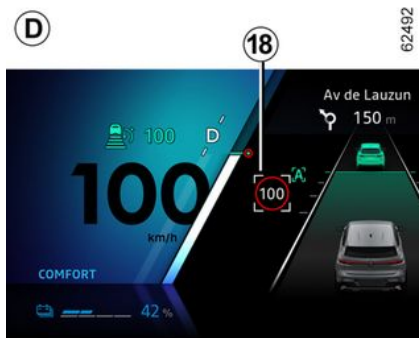 D
18
62492
Av de Lauzun
150 m
100
D
100
km/h
A
100
COMFORT
42 %